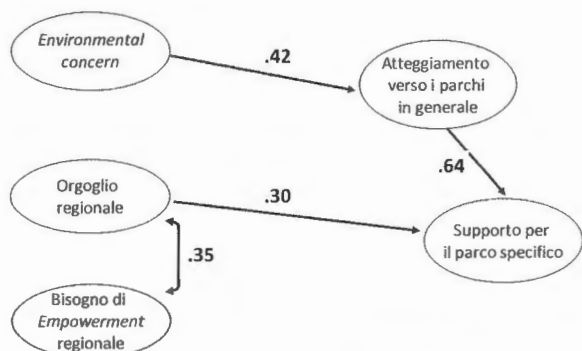 Environmental
concern
.42
Atteggiamento
verso i parchi
in generale
.64
Orgoglio
regionale
.30
Supporto per
il parco specifico
.35
Bisogno di
Empowerment
regionale